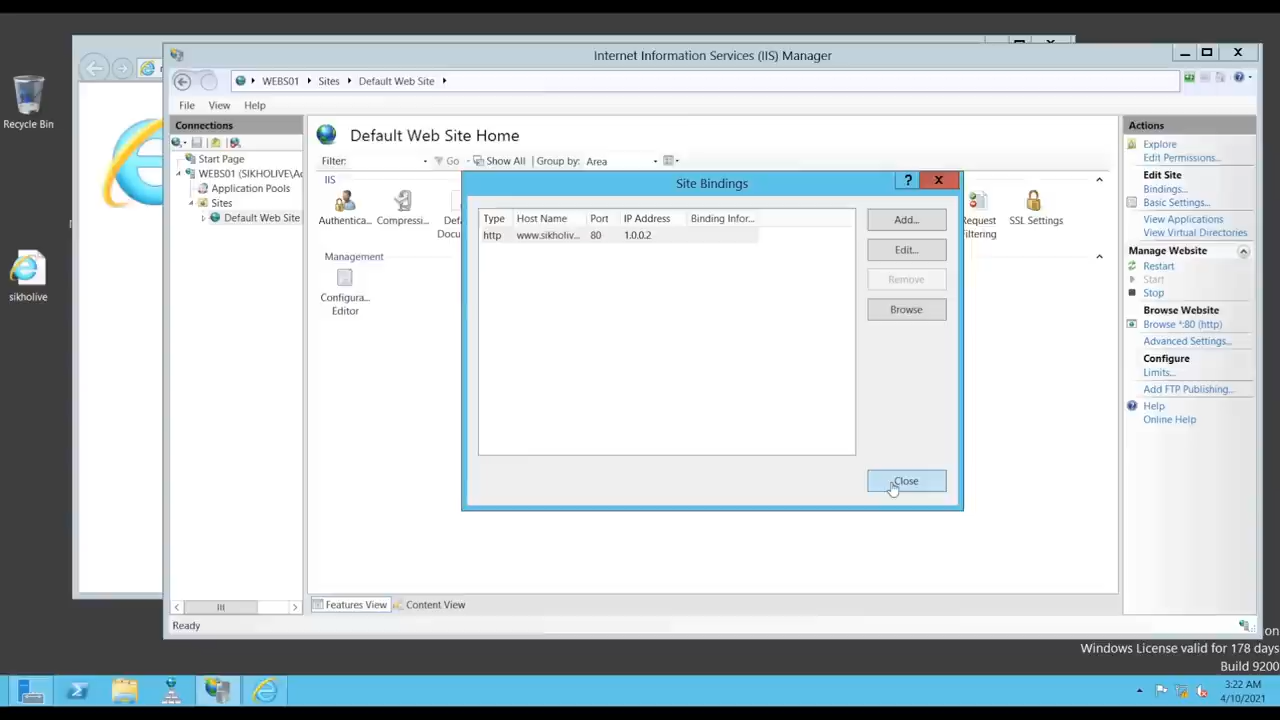 Internet Information Services (IIS) Manager
WEBS01 Sites Default Web Site
File View Help
Connections
Start Page
WEBS01 (SIKHOLIVE\Ac
Application Pools
Sites
Default Web Site
Default Web Site Home
Filter: Go Show All Group by: Area
IIS
Authentica... Compressi...
Request
Filtering
SSL Settings
Management
Configura...
Editor
Site Bindings
?
Type Host Name Port IP Address Binding Infor...
http www.sikholiv... 80 1.0.0.2
Add...
Edit...
Remove
Browse
Close
Actions
Explore
Edit Permissions...
Edit Site
Bindings...
Basic Settings...
View Applications
View Virtual Directories
Manage Website
Restart
Start
Stop
Browse Website
Browse *:80 (http)
Advanced Settings...
Configure
Limits...
Add FTP Publishing...
Help
Online Help
Features View Content View
Ready
Recycle Bin
sikholive
Windows License valid for 178 days
Build 9200
3:22 AM
4/10/2021